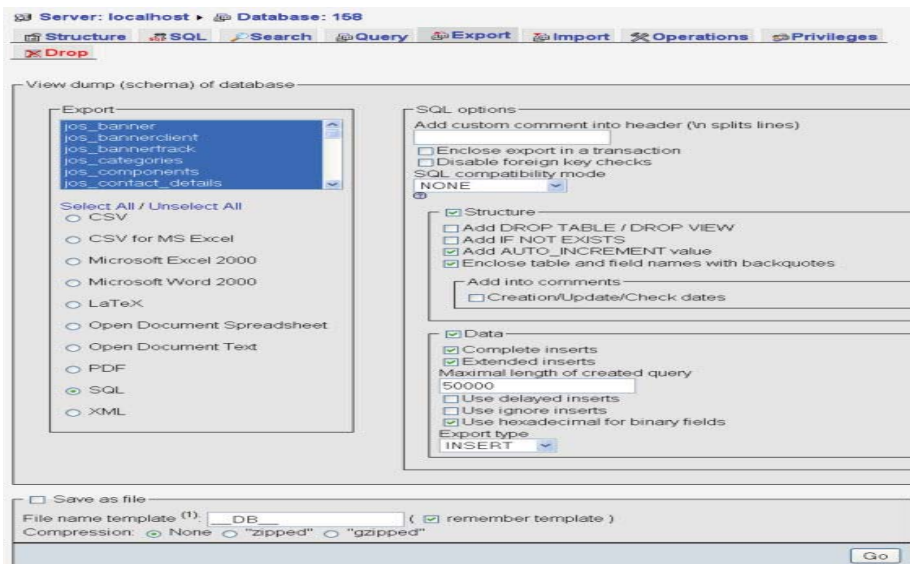 Server: localhost ▸ Database: 158
Structure SQL Search Query Export Import Operations Privileges
Drop
View dump (schema) of database
Export
jos_banner
jos_bannerclient
jos_bannertrack
jos_categories
jos_components
jos_contact_details
Select All / Unselect All
CSV
CSV for MS Excel
Microsoft Excel 2000
Microsoft Word 2000
LaTeX
Open Document Spreadsheet
Open Document Text
PDF
SQL
XML
SQL options
Add custom comment into header (\n splits lines)
Enclose export in a transaction
Disable foreign key checks
SQL compatibility mode
NONE
Structure
Add DROP TABLE / DROP VIEW
Add IF NOT EXISTS
Add AUTO_INCREMENT value
Enclose table and field names with backquotes
Add into comments
Creation/Update/Check dates
Data
Complete inserts
Extended inserts
Maximal length of created query
50000
Use delayed inserts
Use ignore inserts
Use hexadecimal for binary fields
Export type
INSERT
Save as file
File name template (1): __DB__ ( remember template )
Compression: None "zipped" "gzipped"
Go